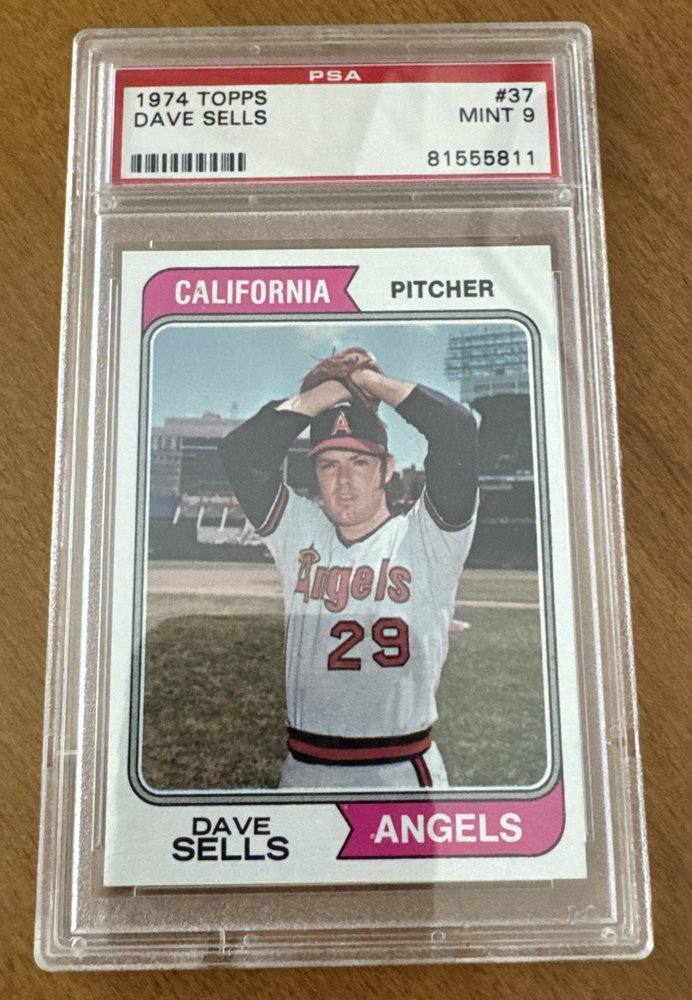 PSA
1974 TOPPS #37
DAVE SELLS MINT 9
81555811
CALIFORNIA PITCHER
A
Angels
29
DAVE
SELLS
ANGELS